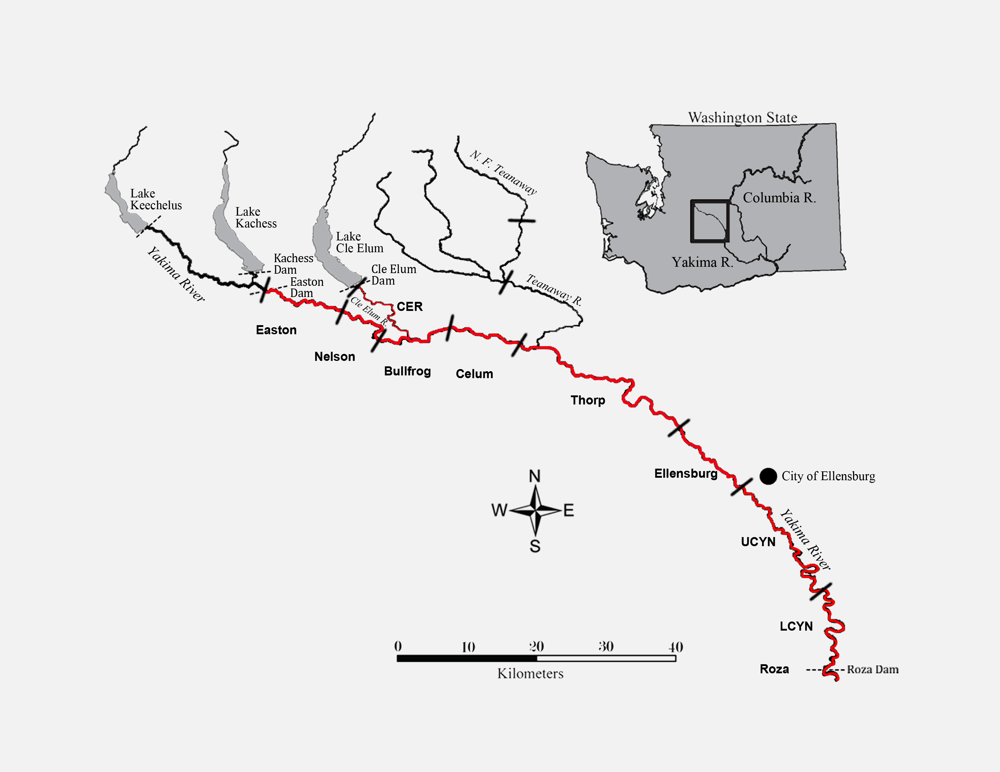 Washington State
Columbia R.
Yakima R.
N. F. Teanaway
Lake
Keechelus
Lake
Kachess
Lake
Cle Elum
Yakima River
Kachess
Dam
Easton
Dam
Cle Elum
Dam
Cle Elum R.
CER
Teanaway R.
Easton
Nelson
Bullfrog
Celum
Thorp
Ellensburg
City of Ellensburg
N
W
E
S
Yakima River
UCYN
LCYN
0 10 20 30 40
Kilometers
Roza
Roza Dam